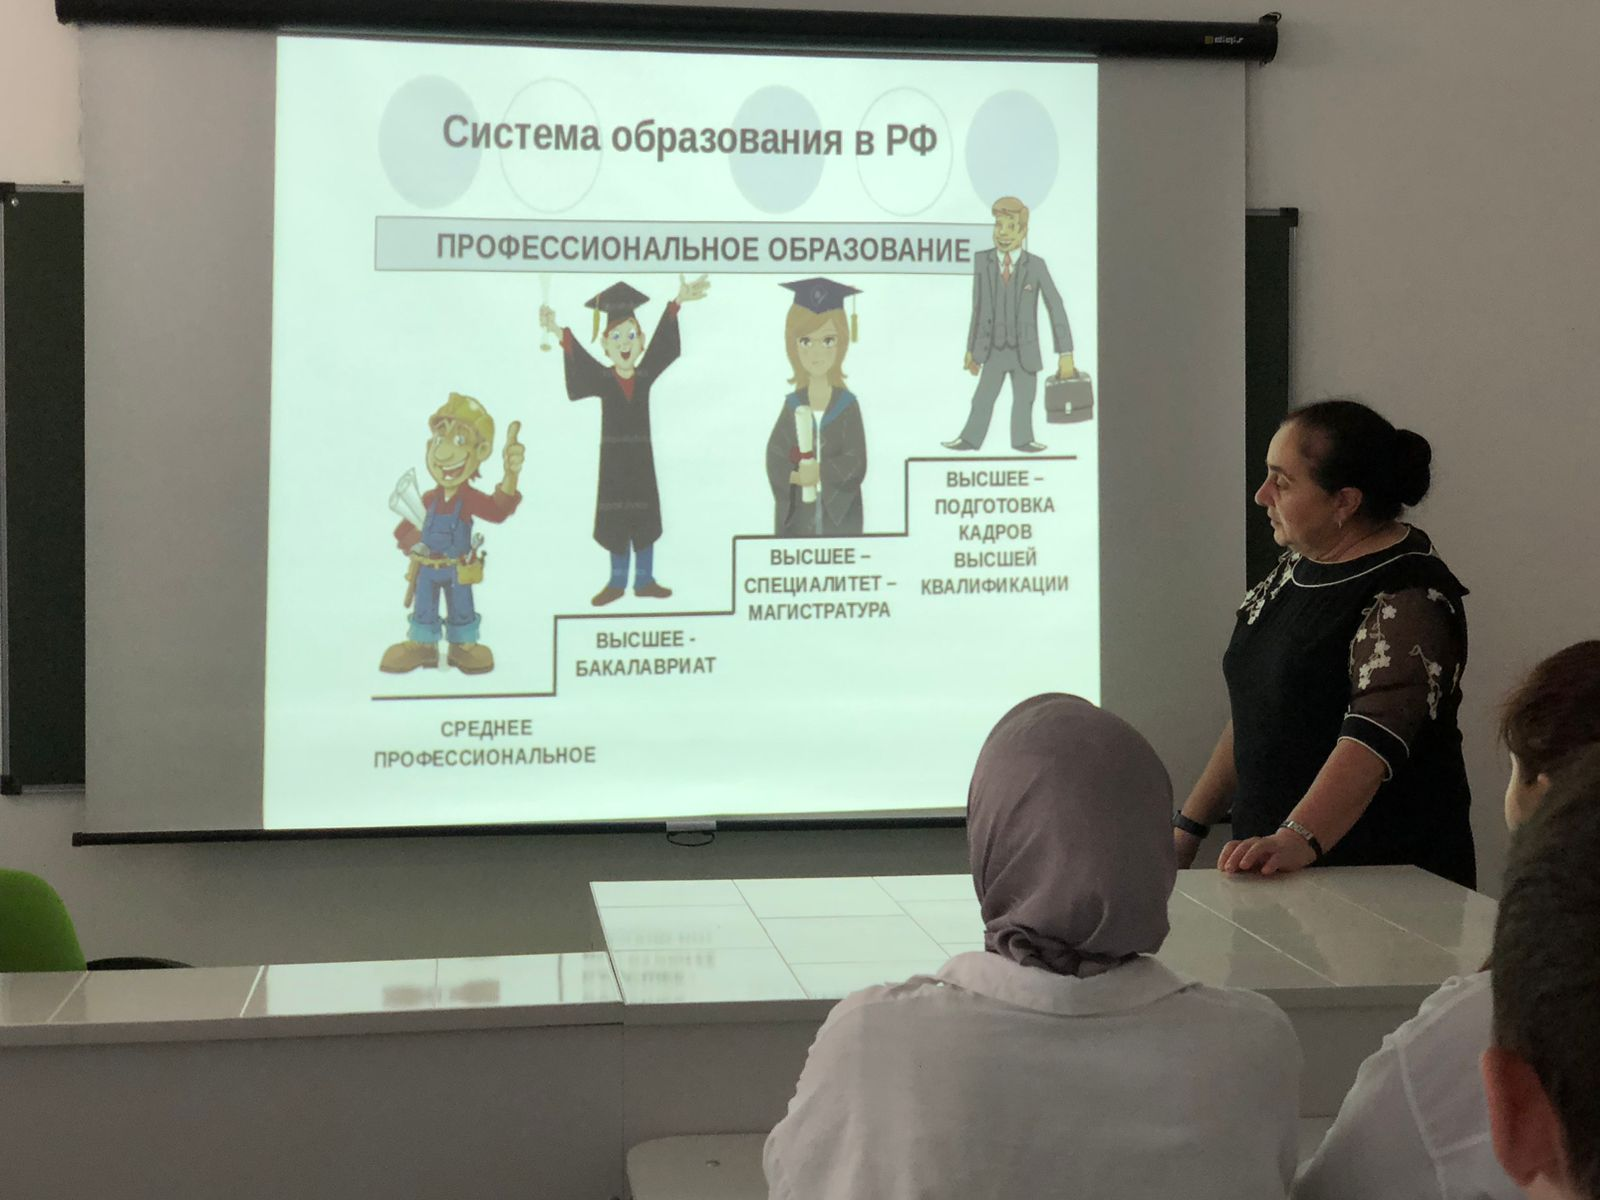 Система образования в РФ
ПРОФЕССИОНАЛЬНОЕ ОБРАЗОВАНИЕ
СРЕДНЕЕ
ПРОФЕССИОНАЛЬНОЕ
ВЫСШЕЕ -
БАКАЛАВРИАТ
ВЫСШЕЕ –
СПЕЦИАЛИТЕТ –
МАГИСТРАТУРА
ВЫСШЕЕ –
ПОДГОТОВКА
КАДРОВ
ВЫСШЕЙ
КВАЛИФИКАЦИИ